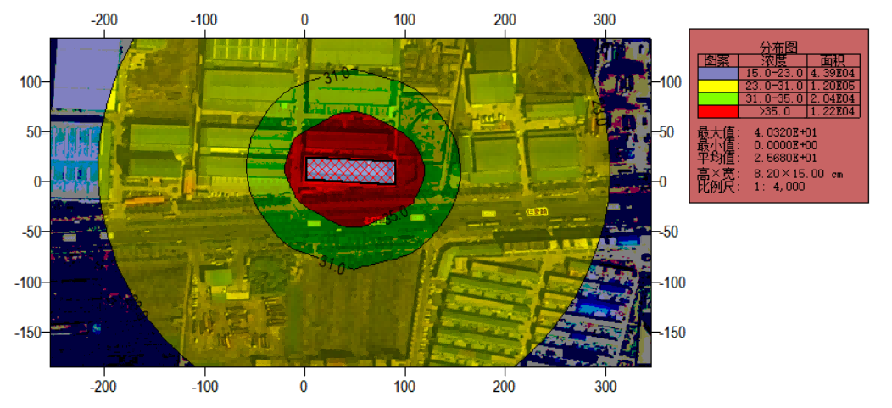 -200 -100 0 100 200 300
100 100
50 50
0 0
-50 -50
-100 -100
-150 -150
-200 -100 0 100 200 300
31.0
35.0
31.0
分布图
图案 浓度 面积
15.0-23.0 4.39E04
23.0-31.0 1.20E05
31.0-35.0 2.04E04
>35.0 1.22E04
最大值: 4.0320E+01
最小值: 0.0000E+00
平均值: 2.5680E+01
高×宽: 8.20×15.00 cm
比例尺: 1: 4,000